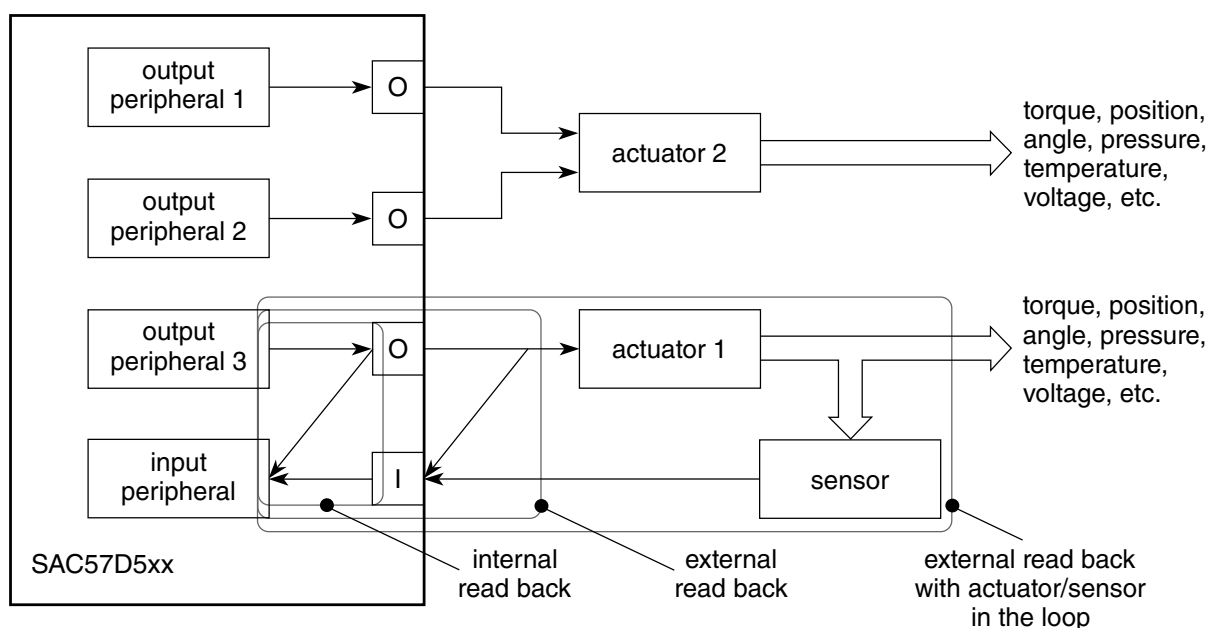 output
peripheral 1
O
actuator 2
torque, position,
angle, pressure,
temperature,
voltage, etc.
output
peripheral 2
O
output
peripheral 3
O
actuator 1
torque, position,
angle, pressure,
temperature,
voltage, etc.
input
peripheral
I
sensor
SAC57D5xx
internal
read back
external
read back
external read back
with actuator/sensor
in the loop